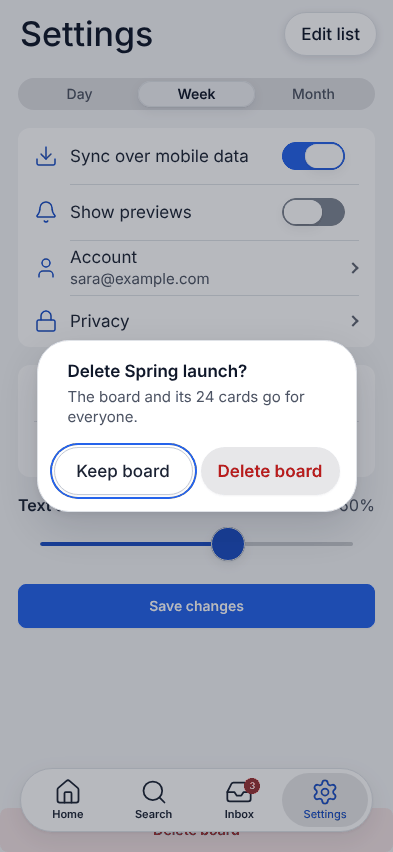 Settings
Edit list
Day
Week
Month
Sync over mobile data
Show previews
Account
sara@example.com
Privacy
Delete Spring launch?
The board and its 24 cards go for
everyone.
Keep board
Delete board
Text
Save changes
3
Home
Search
Inbox
Settings
Delete board